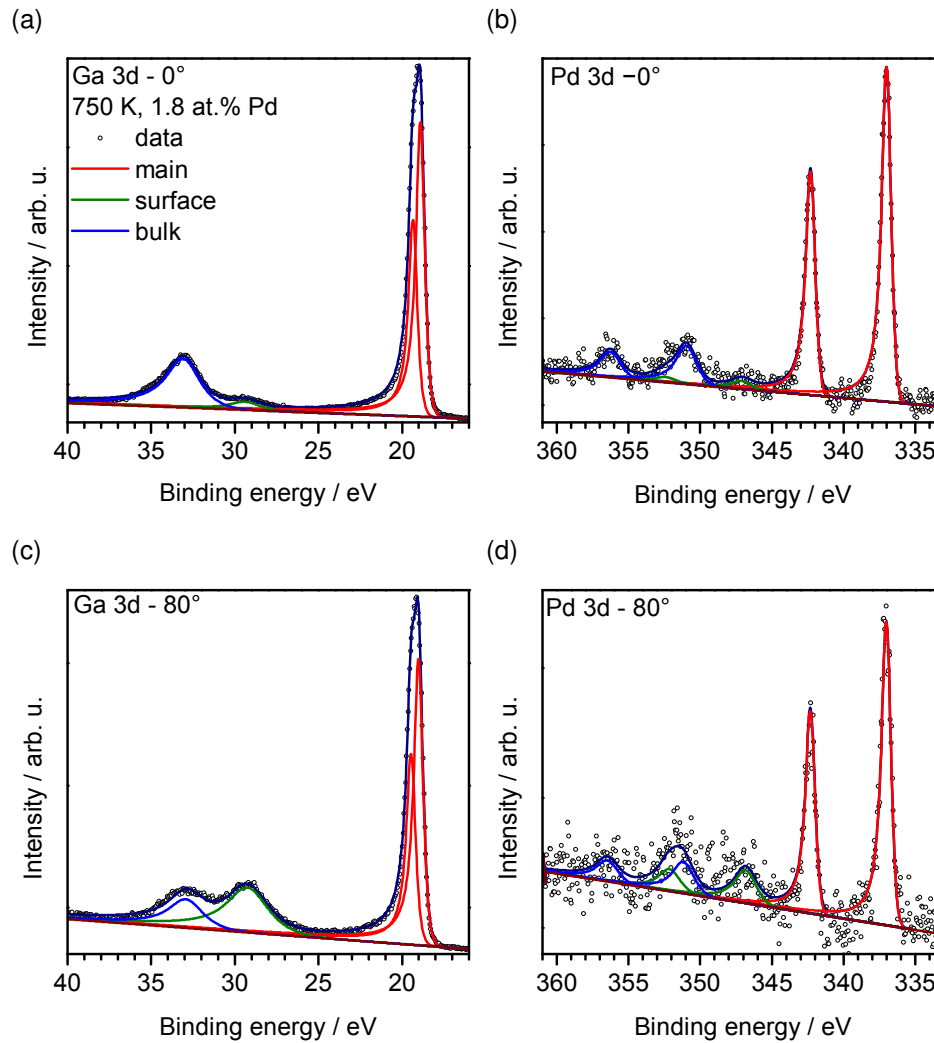 (a)
Ga 3d - 0°
750 K, 1.8 at.% Pd
data
main
surface
bulk
Intensity / arb. u.
40 35 30 25 20
Binding energy / eV
(b)
Pd 3d −0°
Intensity / arb. u.
360 355 350 345 340 335
Binding energy / eV
(c)
Ga 3d - 80°
Intensity / arb. u.
40 35 30 25 20
Binding energy / eV
(d)
Pd 3d - 80°
Intensity / arb. u.
360 355 350 345 340 335
Binding energy / eV